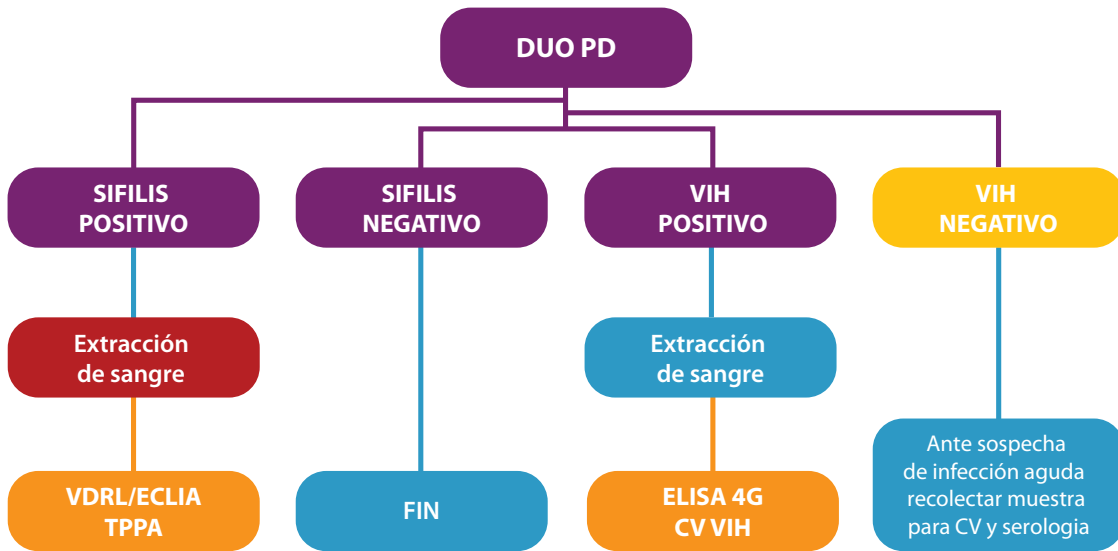 DUO PD
SIFILIS
POSITIVO
SIFILIS
NEGATIVO
VIH
POSITIVO
VIH
NEGATIVO
Extracción
de sangre
Extracción
de sangre
VDRL/ECLIA
TPPA
FIN
ELISA 4G
CV VIH
Ante sospecha
de infección aguda
recolectar muestra
para CV y serologia